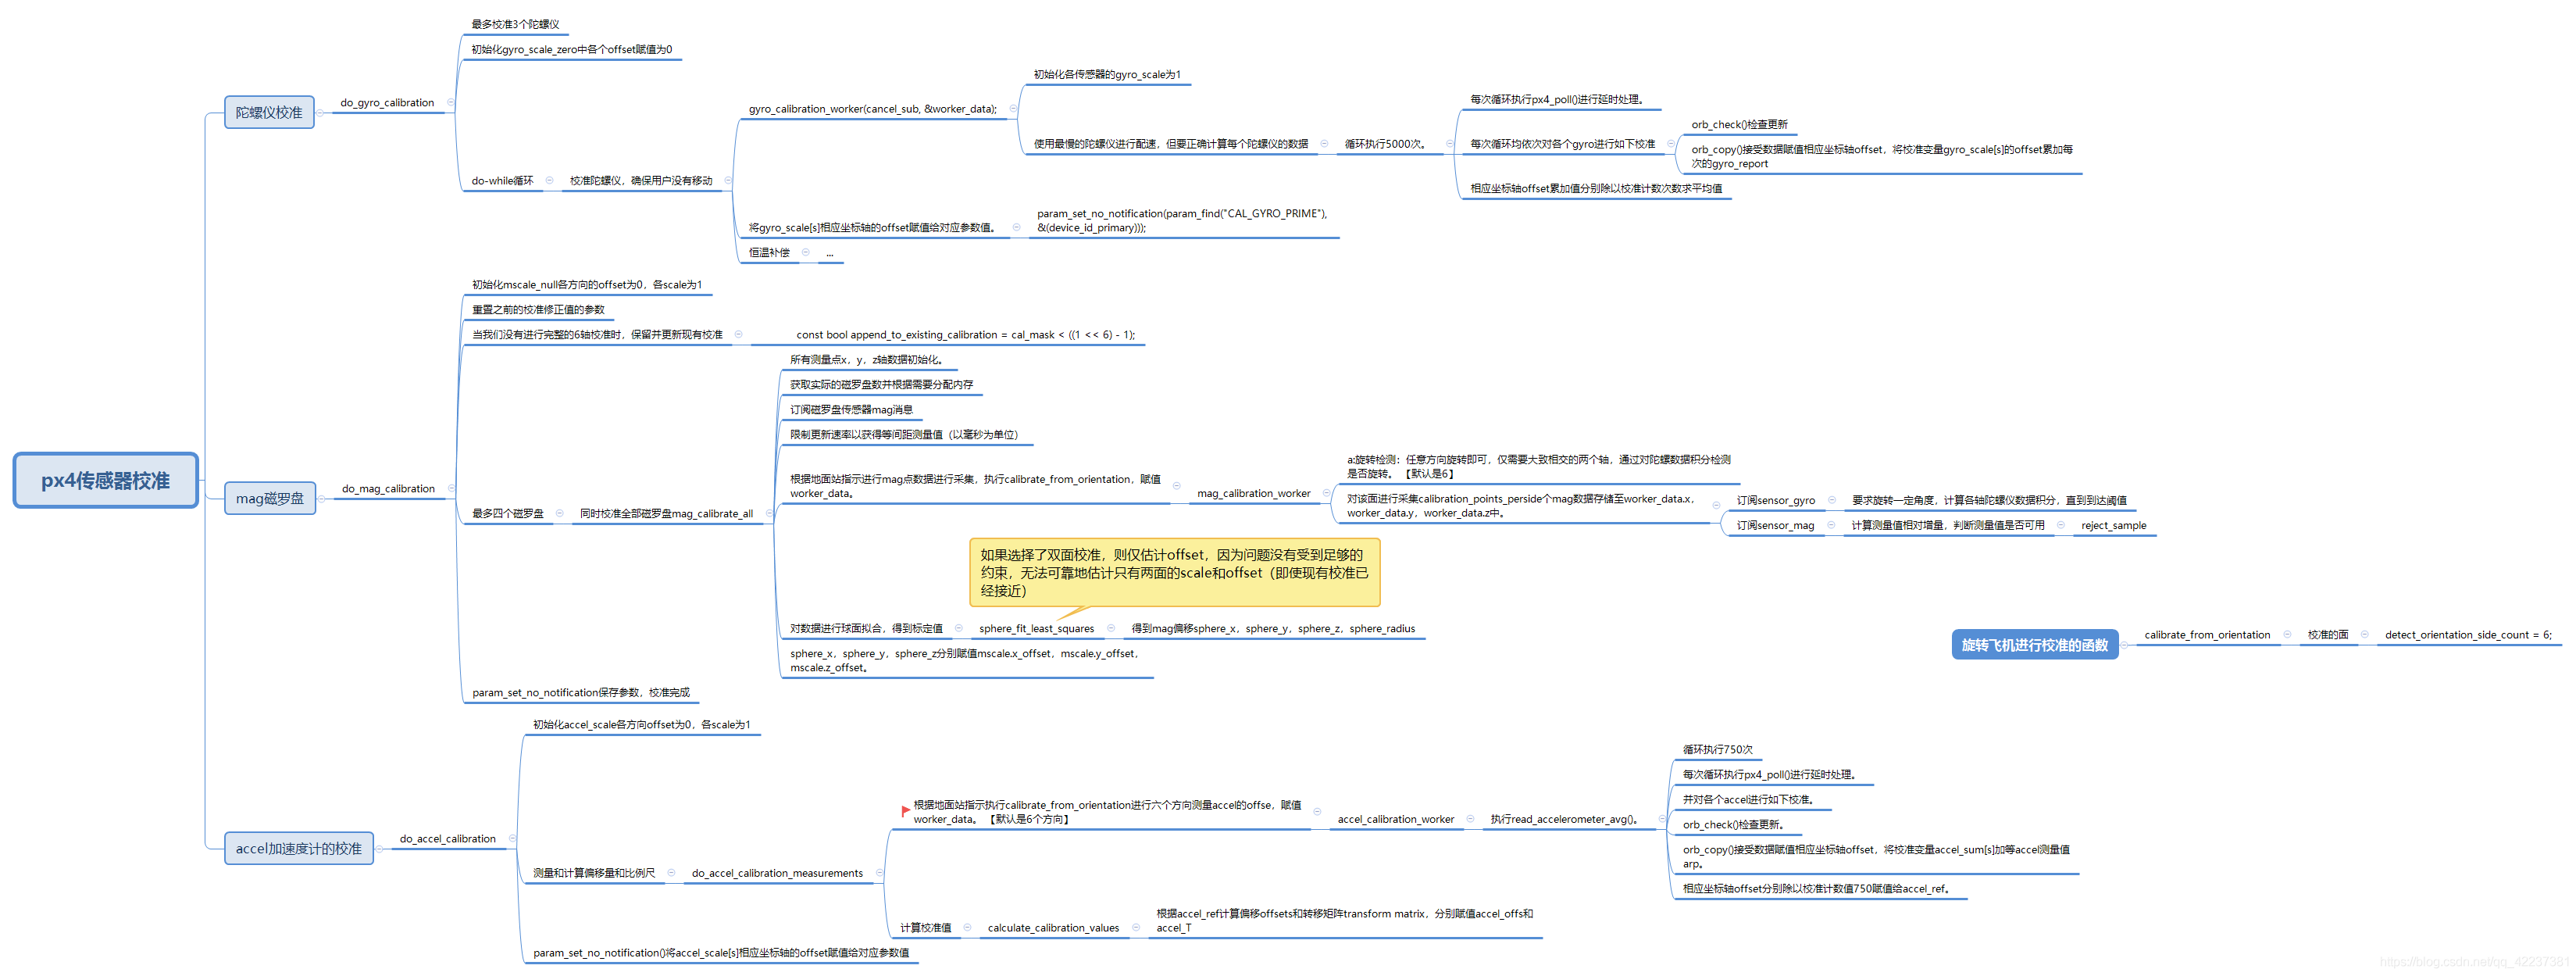 px4传感器校准
陀螺仪校准
do_gyro_calibration
最多校准3个陀螺仪
初始化gyro_scale_zero中各个offset赋值为0
do-while循环
校准陀螺仪，确保用户没有移动
gyro_calibration_worker(cancel_sub, &worker_data);
初始化各传感器的gyro_scale为1
使用最慢的陀螺仪进行配速，但要正确计算每个陀螺仪的数据
循环执行5000次。
每次循环执行px4_poll()进行延时处理。
每次循环均依次对各个gyro进行如下校准
orb_check()检查更新
orb_copy()接受数据赋值相应坐标轴offset，将校准变量gyro_scale[s]的offset累加每
次的gyro_report
相应坐标轴offset累加值分别除以校准计数次数求平均值
将gyro_scale[s]相应坐标轴的offset赋值给对应参数值。
param_set_no_notification(param_find("CAL_GYRO_PRIME"),
&(device_id_primary)));
恒温补偿
...
mag磁罗盘
do_mag_calibration
初始化mscale_null各方向的offset为0，各scale为1
重置之前的校准修正值的参数
当我们没有进行完整的6轴校准时，保留并更新现有校准
const bool append_to_existing_calibration = cal_mask < ((1 << 6) - 1);
最多四个磁罗盘
同时校准全部磁罗盘mag_calibrate_all
所有测量点x，y，z轴数据初始化。
获取实际的磁罗盘数并根据需要分配内存
订阅磁罗盘传感器mag消息
限制更新速率以获得等间距测量值（以毫秒为单位）
根据地面站指示进行mag点数据进行采集，执行calibrate_from_orientation，赋值
worker_data。
mag_calibration_worker
a:旋转检测：任意方向旋转即可，仅需要大致相交的两个轴，通过对陀螺数据积分检测
是否旋转。【默认是6】
对该面进行采集calibration_points_perside个mag数据存储至worker_data.x，
worker_data.y，worker_data.z中。
订阅sensor_gyro
要求旋转一定角度，计算各轴陀螺仪数据积分，直到到达阈值
订阅sensor_mag
计算测量值相对增量，判断测量值是否可用
reject_sample
如果选择了双面校准，则仅估计offset，因为问题没有受到足够的
约束，无法可靠地估计只有两面的scale和offset（即使现有校准已
经接近）
对数据进行球面拟合，得到标定值
sphere_fit_least_squares
得到mag偏移sphere_x，sphere_y，sphere_z，sphere_radius
sphere_x，sphere_y，sphere_z分别赋值mscale.x_offset，mscale.y_offset，
mscale.z_offset。
param_set_no_notification保存参数，校准完成
旋转飞机进行校准的函数
calibrate_from_orientation
校准的面
detect_orientation_side_count = 6;
accel加速度计的校准
do_accel_calibration
初始化accel_scale各方向offset为0，各scale为1
测量和计算偏移量和比例尺
do_accel_calibration_measurements
根据地面站指示执行calibrate_from_orientation进行六个方向测量accel的offse，赋值
worker_data。【默认是6个方向】
accel_calibration_worker
执行read_accelerometer_avg()。
循环执行750次
每次循环执行px4_poll()进行延时处理。
并对各个accel进行如下校准。
orb_check()检查更新。
orb_copy()接受数据赋值相应坐标轴offset，将校准变量accel_sum[s]加等accel测量值
arp。
相应坐标轴offset分别除以校准计数值750赋值给accel_ref。
计算校准值
calculate_calibration_values
根据accel_ref计算偏移offsets和转移矩阵transform matrix，分别赋值accel_offs和
accel_T
param_set_no_notification()将accel_scale[s]相应坐标轴的offset赋值给对应参数值
https://blog.csdn.net/qq_42237381